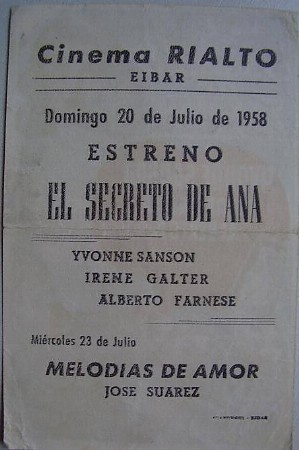 Cinema RIALTO
EIBAR
Domingo 20 de Julio de 1958
ESTRENO
EL SECRETO DE ANA
YVONNE SANSON
IRENE GALTER
ALBERTO FARNESE
Miércoles 23 de Julio
MELODIAS DE AMOR
JOSE SUAREZ
EIBAR